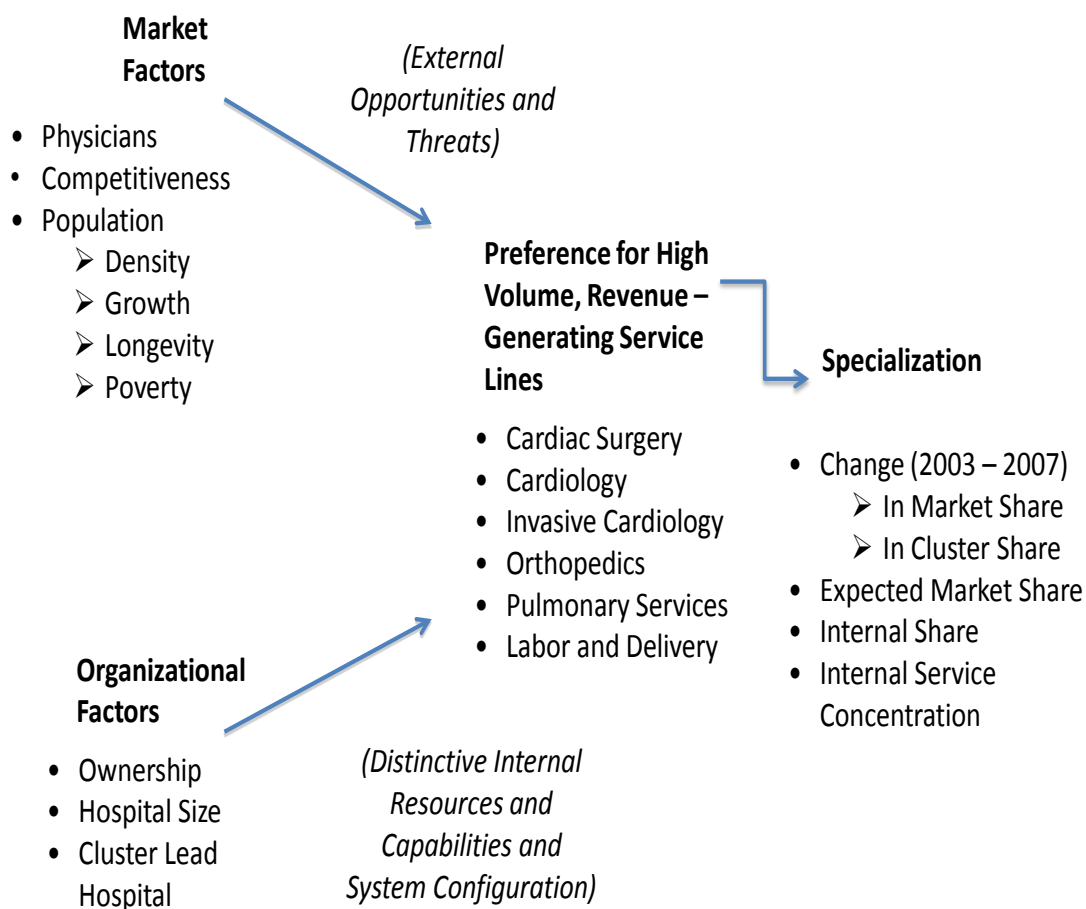 Market
Factors
• Physicians
• Competitiveness
• Population
➢ Density
➢ Growth
➢ Longevity
➢ Poverty
(External
Opportunities and
Threats)
Preference for High
Volume, Revenue –
Generating Service
Lines
• Cardiac Surgery
• Cardiology
• Invasive Cardiology
• Orthopedics
• Pulmonary Services
• Labor and Delivery
Specialization
• Change (2003 – 2007)
➢ In Market Share
➢ In Cluster Share
• Expected Market Share
• Internal Share
• Internal Service
Concentration
Organizational
Factors
• Ownership
• Hospital Size
• Cluster Lead
Hospital
(Distinctive Internal
Resources and
Capabilities and
System Configuration)